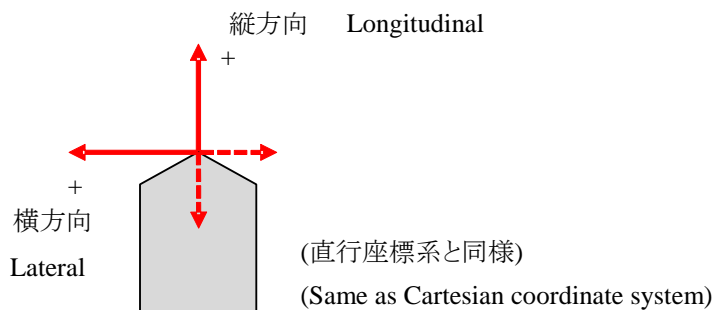 縦方向 Longitudinal
+
+
横方向
Lateral
(直行座標系と同様)
(Same as Cartesian coordinate system)